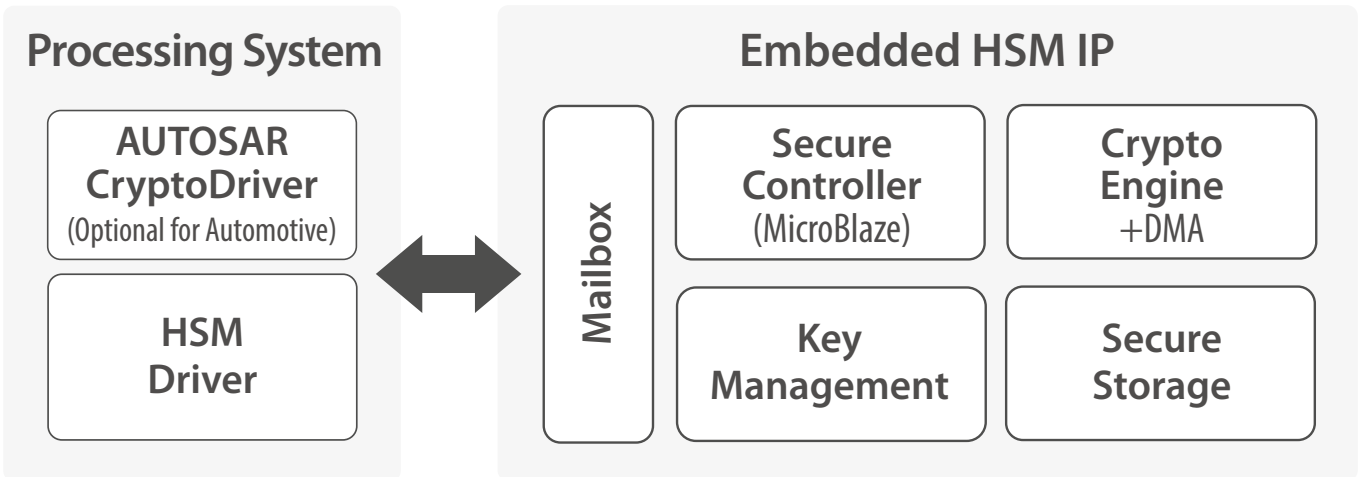 Processing System
AUTOSAR
CryptoDriver
(Optional for Automotive)
HSM
Driver
Embedded HSM IP
Mailbox
Secure
Controller
(MicroBlaze)
Crypto
Engine
+DMA
Key
Management
Secure
Storage